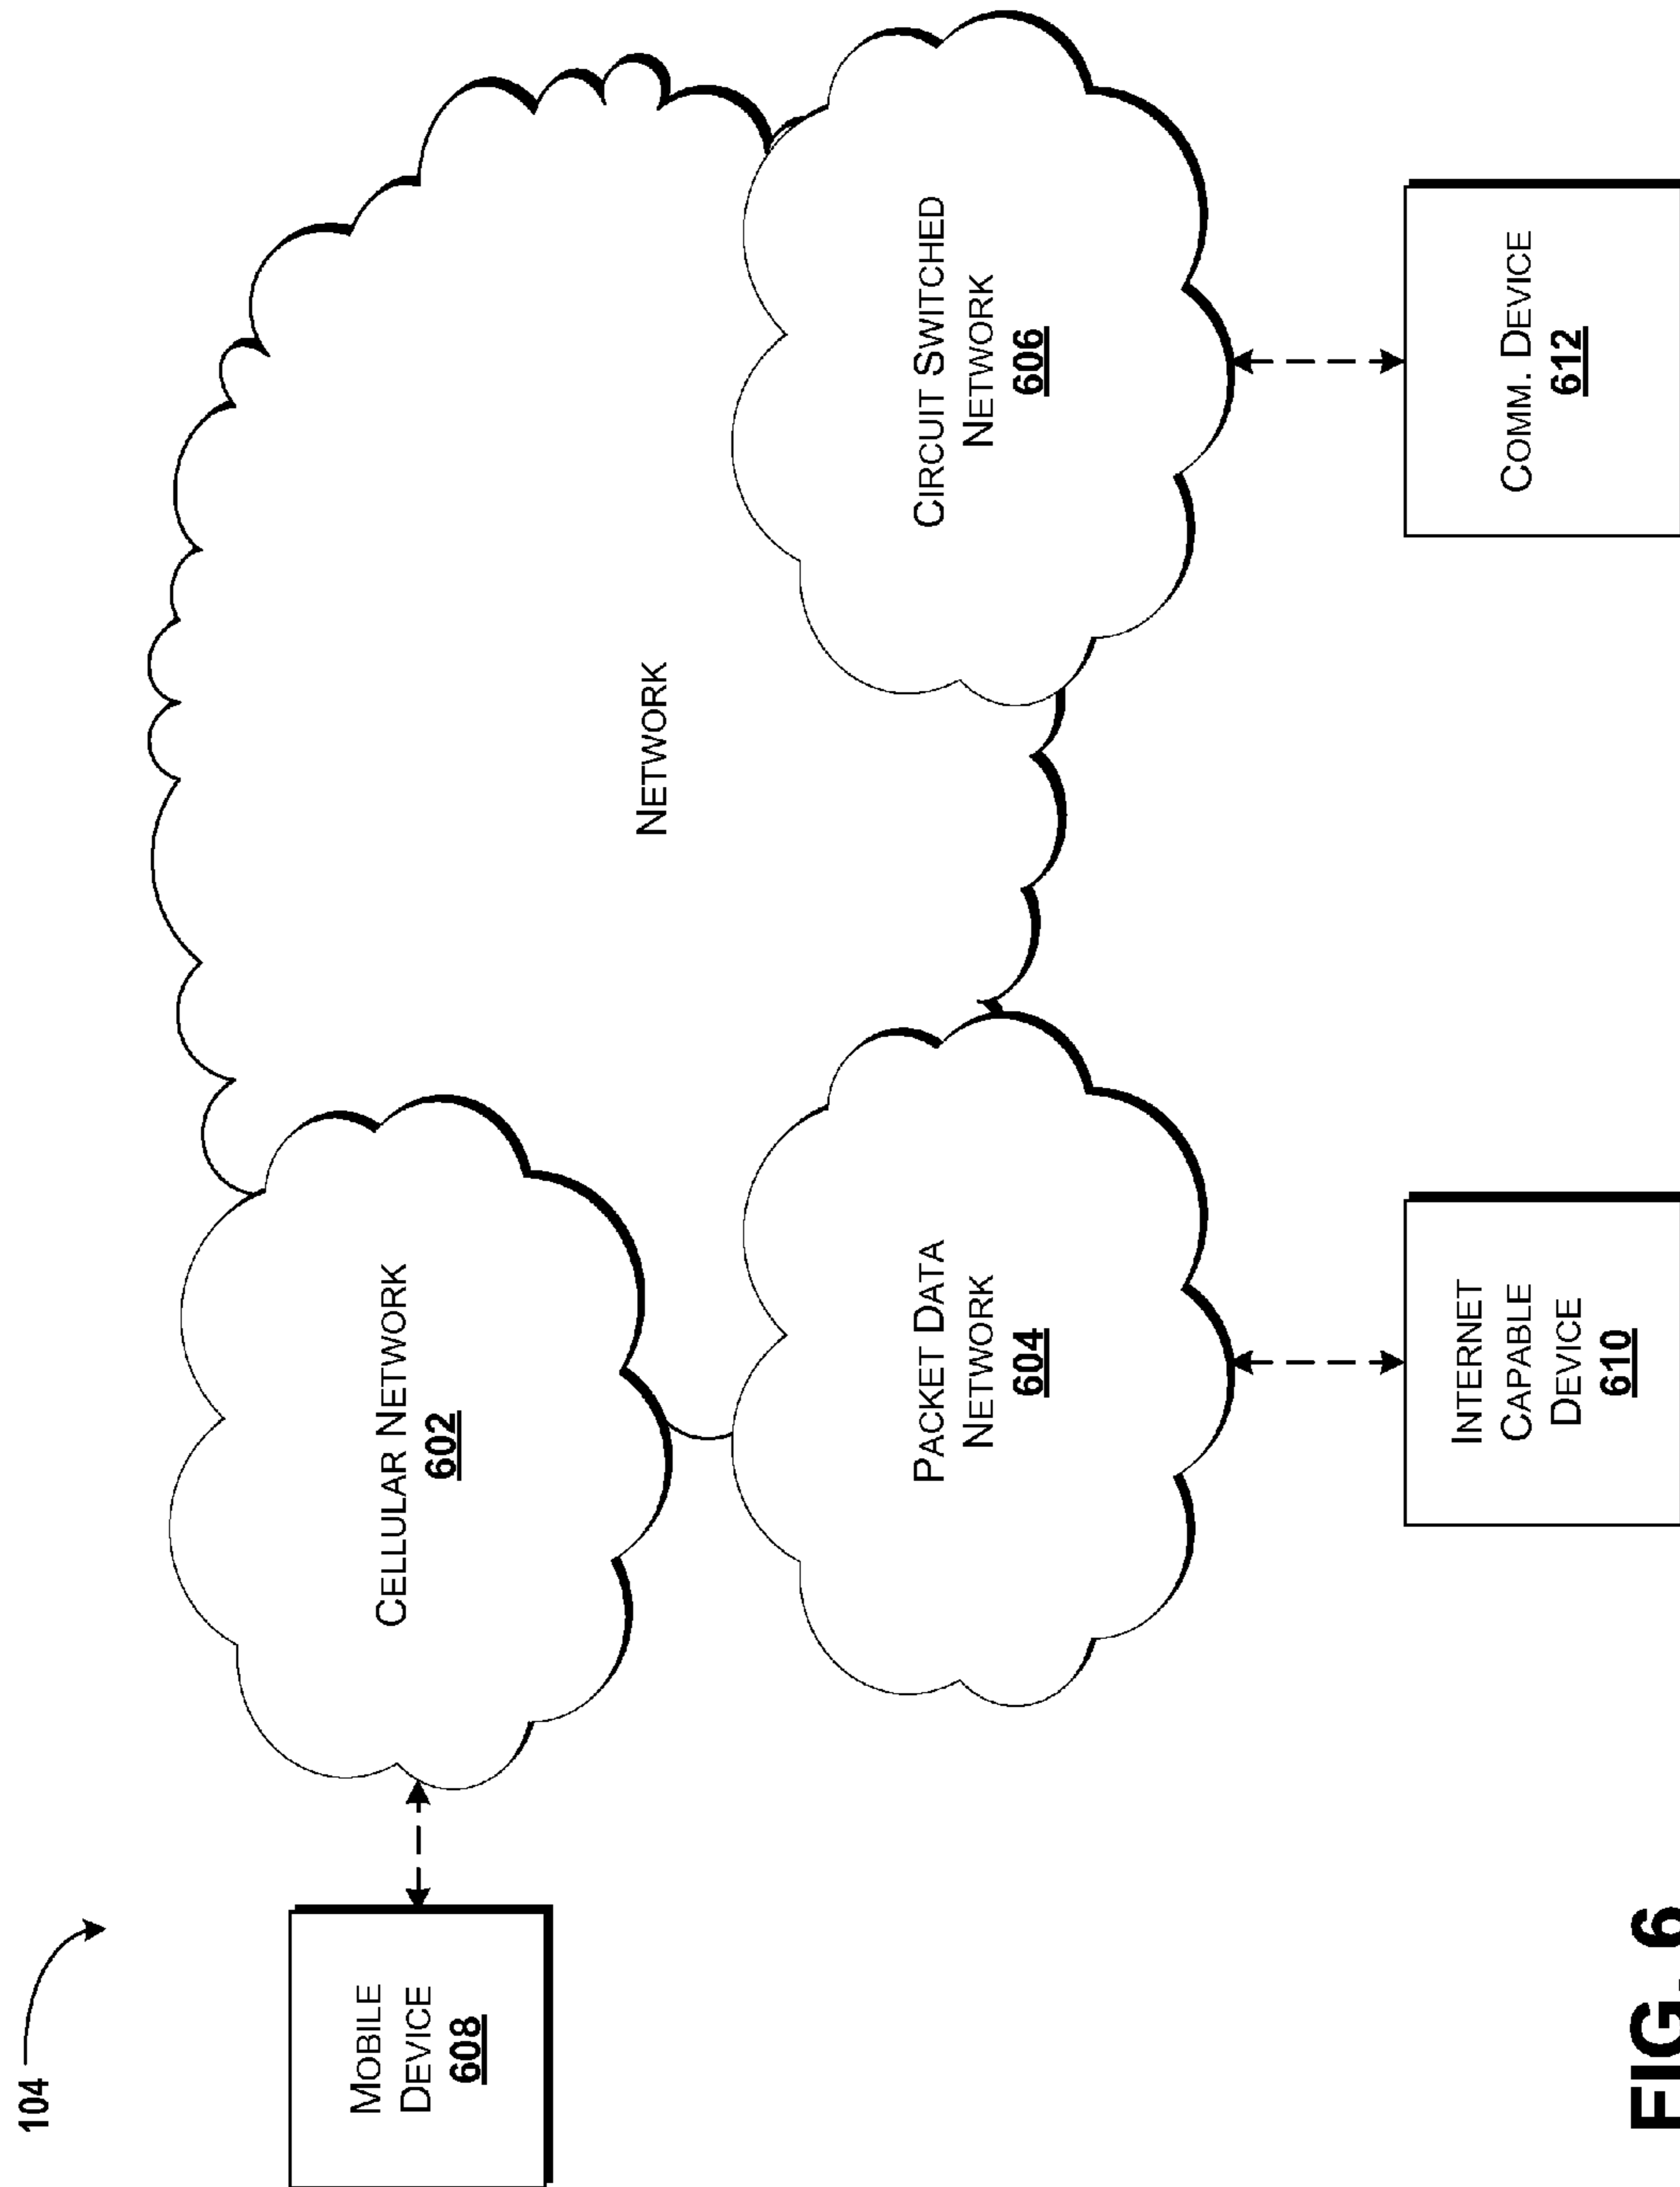 104
MOBILE
DEVICE
608
CELLULAR NETWORK
602
NETWORK
PACKET DATA
NETWORK
604
CIRCUIT SWITCHED
NETWORK
606
INTERNET
CAPABLE
DEVICE
610
COMM. DEVICE
612
FIG. 6